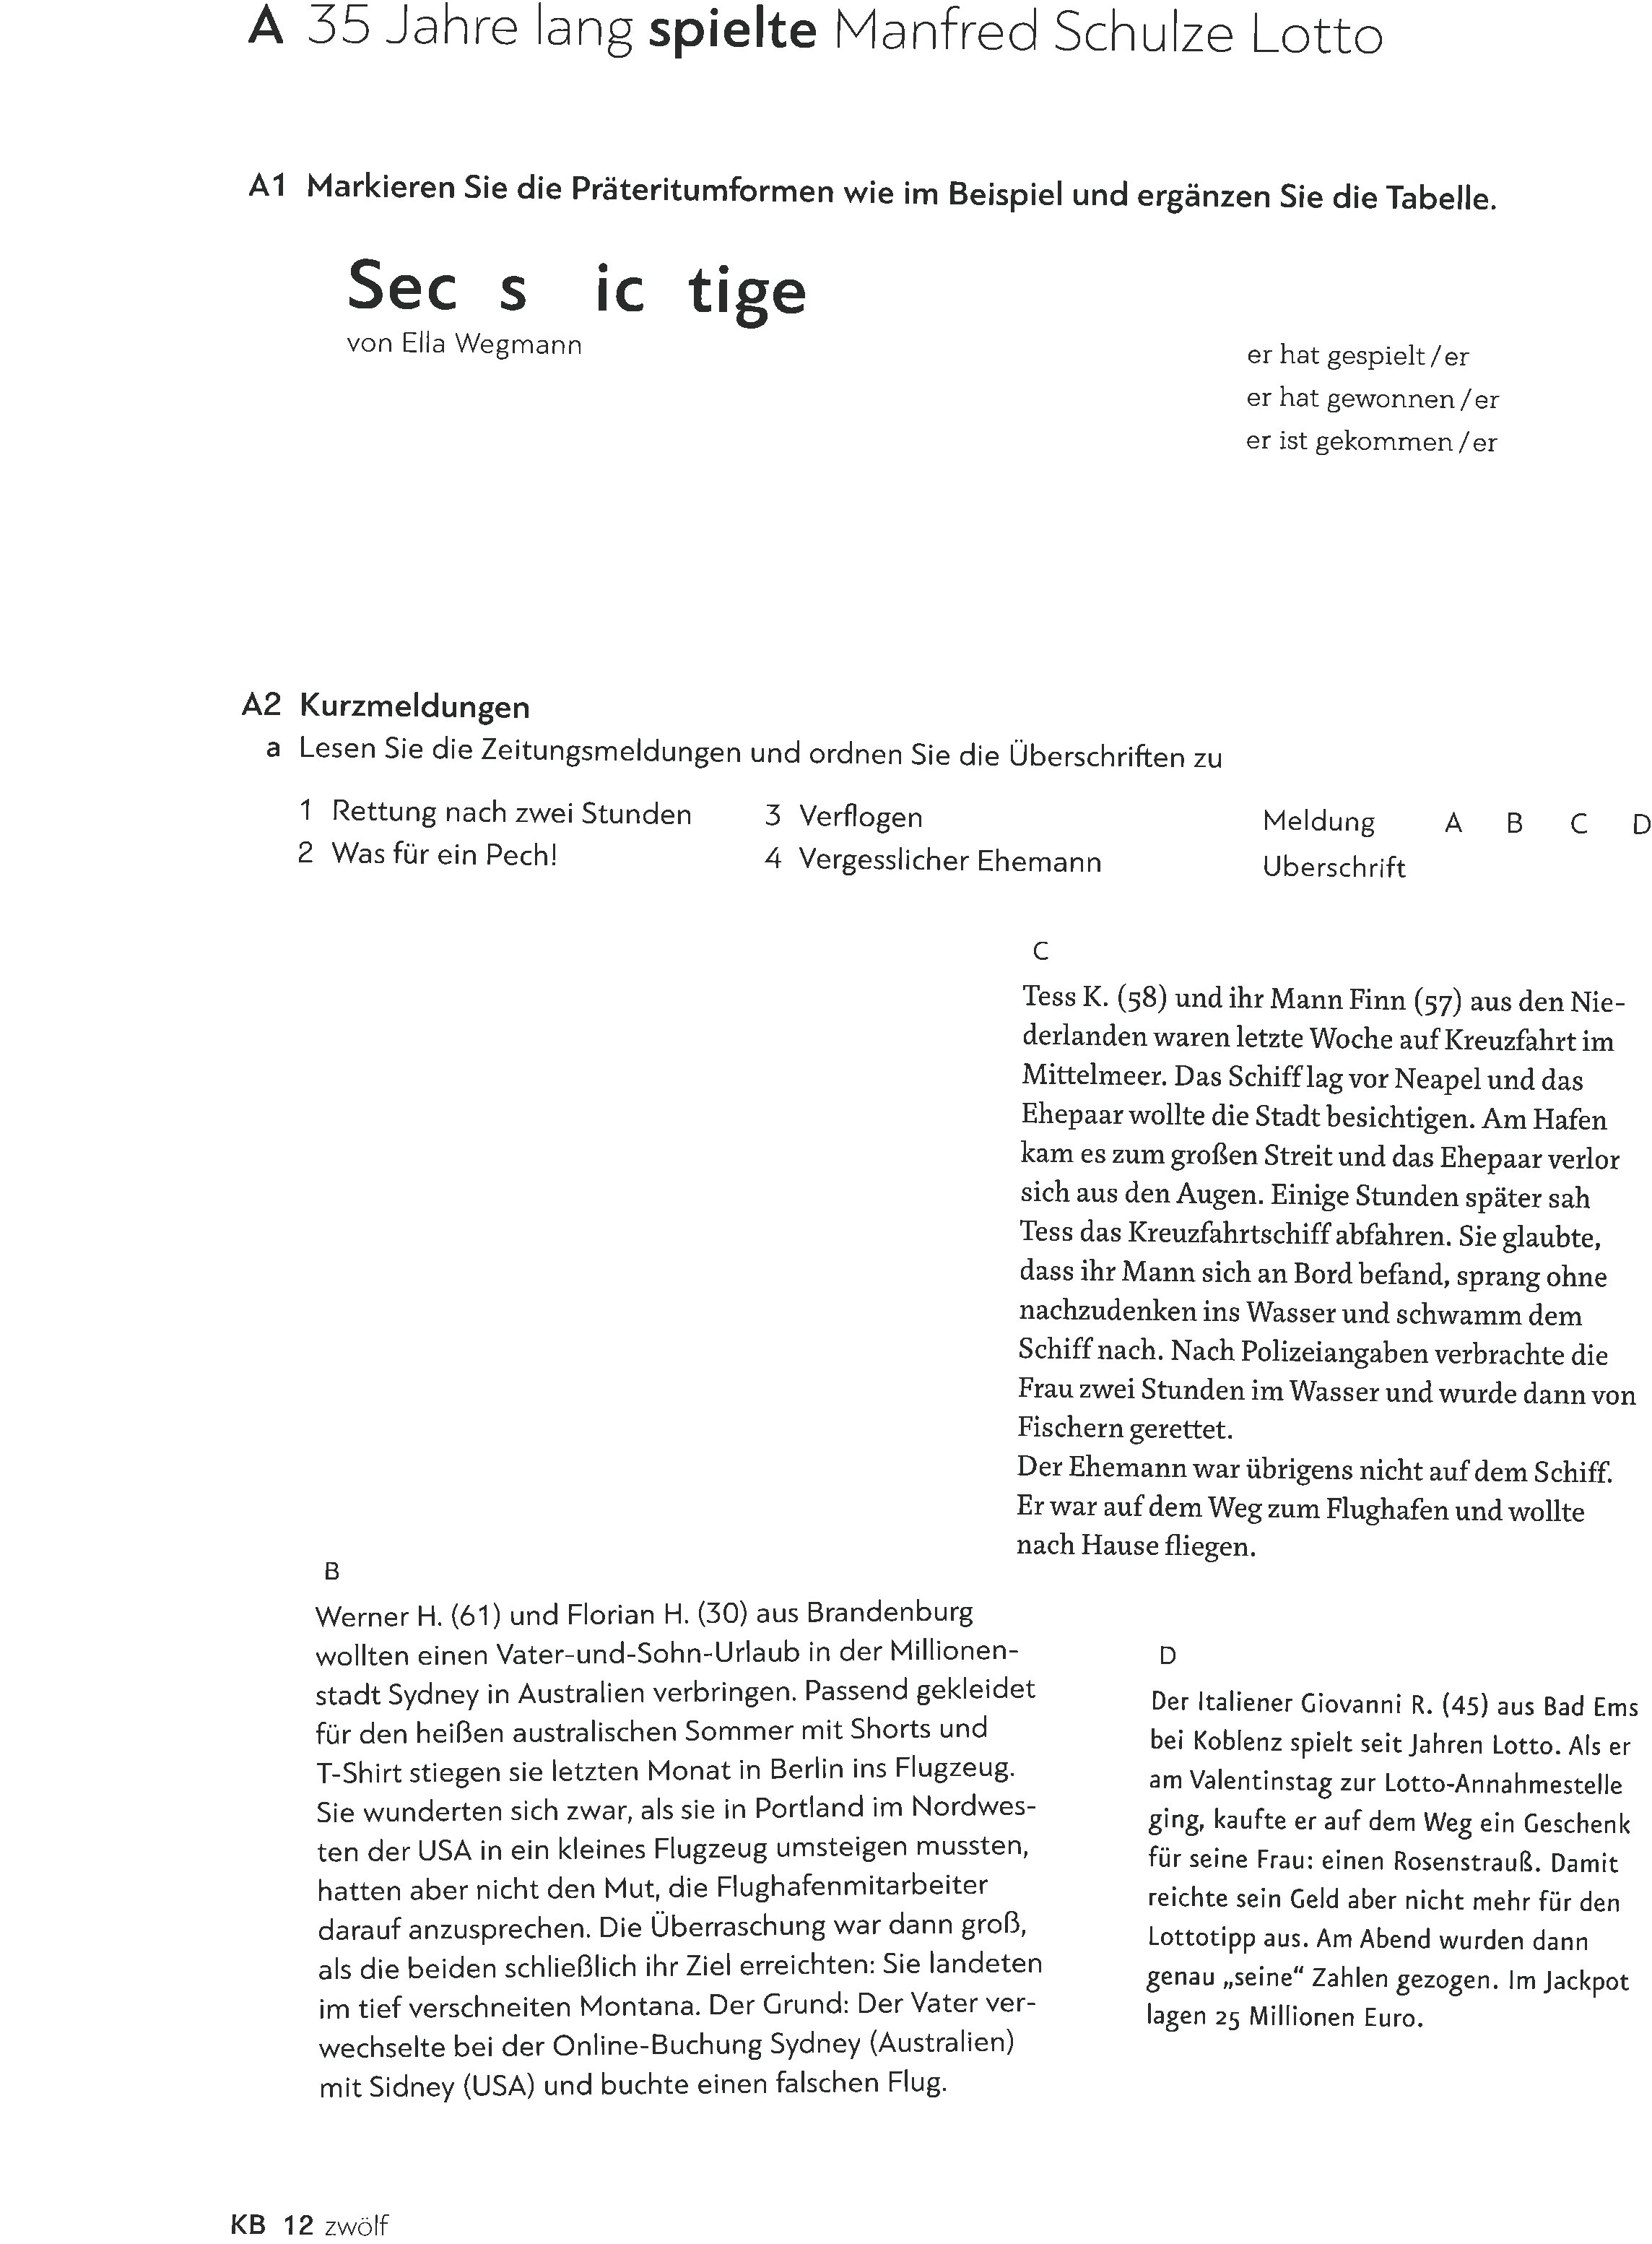 A 35 Jahre lang spielte Manfred Schulze Lotto
A1 Markieren Sie die Präteritumformen wie im Beispiel und ergänzen Sie die Tabelle.
Sec s ic tige
von Ella Wegmann
er hat gespielt / er
er hat gewonnen / er
er ist gekommen / er
A2 Kurzmeldungen
a Lesen Sie die Zeitungsmeldungen und ordnen Sie die Überschriften zu
1 Rettung nach zwei Stunden
2 Was für ein Pech!
3 Verflogen
4 Vergesslicher Ehemann
Meldung A B C D
Uberschrift
B
Werner H. (61) und Florian H. (30) aus Brandenburg
wollten einen Vater-und-Sohn-Urlaub in der Millionen-
stadt Sydney in Australien verbringen. Passend gekleidet
für den heißen australischen Sommer mit Shorts und
T-Shirt stiegen sie letzten Monat in Berlin ins Flugzeug.
Sie wunderten sich zwar, als sie in Portland im Nordwes-
ten der USA in ein kleines Flugzeug umsteigen mussten,
hatten aber nicht den Mut, die Flughafenmitarbeiter
darauf anzusprechen. Die Überraschung war dann groß,
als die beiden schließlich ihr Ziel erreichten: Sie landeten
im tief verschneiten Montana. Der Grund: Der Vater ver-
wechselte bei der Online-Buchung Sydney (Australien)
mit Sidney (USA) und buchte einen falschen Flug.
C
Tess K. (58) und ihr Mann Finn (57) aus den Nie-
derlanden waren letzte Woche auf Kreuzfahrt im
Mittelmeer. Das Schiff lag vor Neapel und das
Ehepaar wollte die Stadt besichtigen. Am Hafen
kam es zum großen Streit und das Ehepaar verlor
sich aus den Augen. Einige Stunden später sah
Tess das Kreuzfahrtschiff abfahren. Sie glaubte,
dass ihr Mann sich an Bord befand, sprang ohne
nachzudenken ins Wasser und schwamm dem
Schiff nach. Nach Polizeiangaben verbrachte die
Frau zwei Stunden im Wasser und wurde dann von
Fischern gerettet.
Der Ehemann war übrigens nicht auf dem Schiff.
Er war auf dem Weg zum Flughafen und wollte
nach Hause fliegen.
D
Der Italiener Giovanni R. (45) aus Bad Ems
bei Koblenz spielt seit Jahren Lotto. Als er
am Valentinstag zur Lotto-Annahmestelle
ging, kaufte er auf dem Weg ein Geschenk
für seine Frau: einen Rosenstrauß. Damit
reichte sein Geld aber nicht mehr für den
Lottotipp aus. Am Abend wurden dann
genau „seine“ Zahlen gezogen. Im Jackpot
lagen 25 Millionen Euro.
KB 12 zwölf